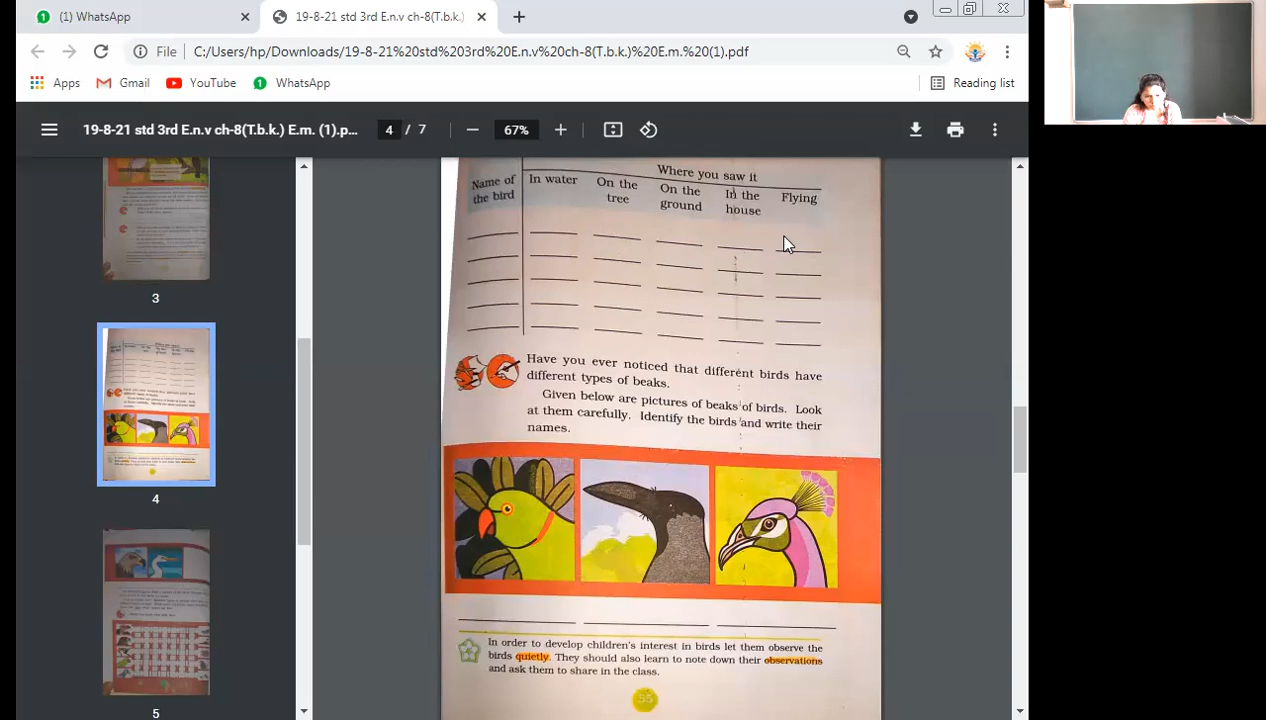 (1) WhatsApp
19-8-21 std 3rd E.n.v ch-8(T.b.k.)
File
C:/Users/hp/Downloads/19-8-21%20std%203rd%20E.n.v%20ch-8(T.b.k.)%20E.m.%20(1).pdf
Apps Gmail YouTube WhatsApp Reading list
19-8-21 std 3rd E.n.v ch-8(T.b.k.) E.m. (1).p...
4 / 7
67%
3
4
5
Where you saw it
Name of the bird
In water
On the tree
On the ground
In the house
Flying
Have you ever noticed that different birds have
different types of beaks.
Given below are pictures of beaks of birds. Look
at them carefully. Identify the birds and write their
names.
In order to develop children's interest in birds let them observe the
birds quietly. They should also learn to note down their observations
and ask them to share in the class.
55